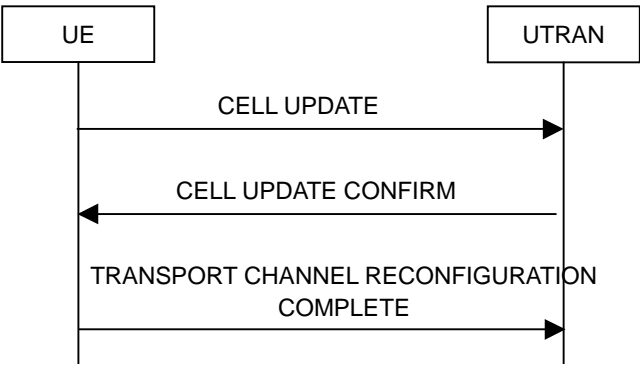 UE
UTRAN
CELL UPDATE
CELL UPDATE CONFIRM
TRANSPORT CHANNEL RECONFIGURATION
COMPLETE